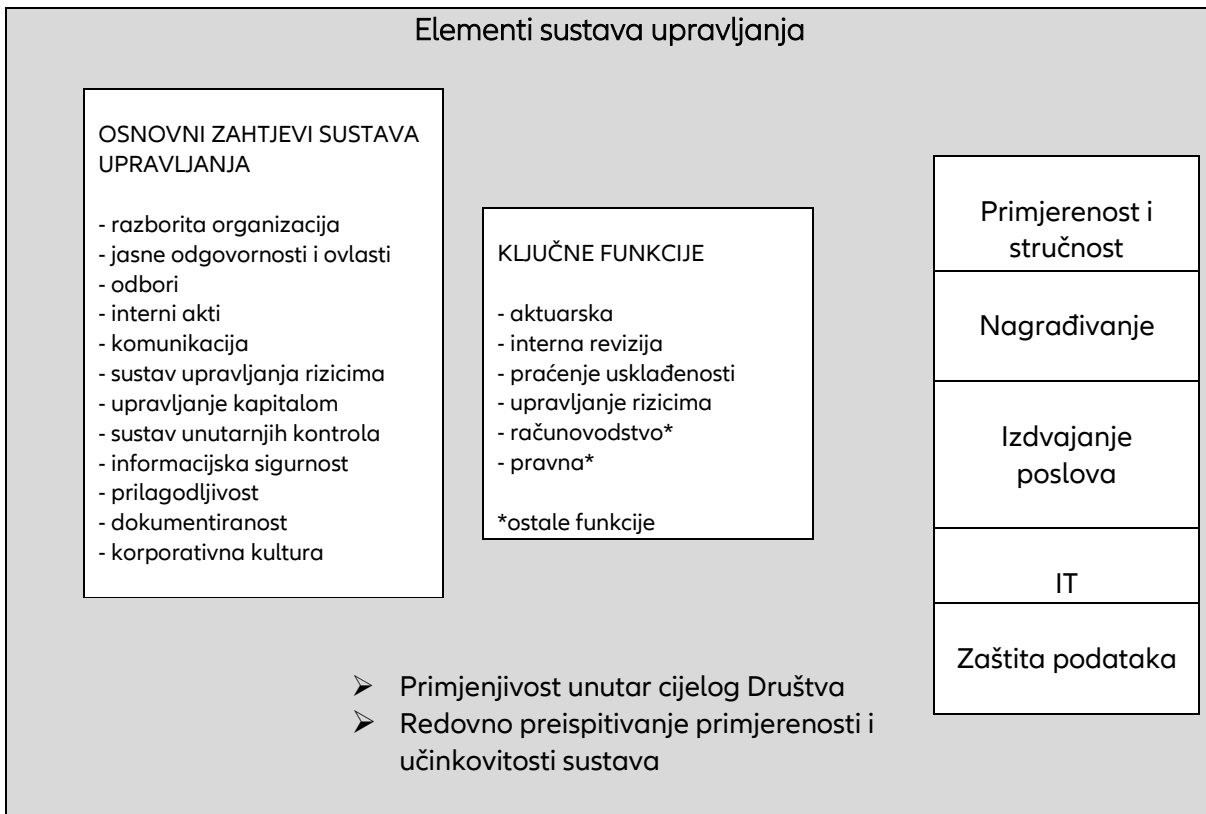 Elementi sustava upravljanja
OSNOVNI ZAHTJEVI SUSTAVA
UPRAVLJANJA
- razborita organizacija
- jasne odgovornosti i ovlasti
- odbori
- interni akti
- komunikacija
- sustav upravljanja rizicima
- upravljanje kapitalom
- sustav unutarnjih kontrola
- informacijska sigurnost
- prilagodljivost
- dokumentiranost
- korporativna kultura
KLJUČNE FUNKCIJE
- aktuarska
- interna revizija
- praćenje usklađenosti
- upravljanje rizicima
- računovodstvo*
- pravna*
*ostale funkcije
Primjerenost i
stručnost
Nagrađivanje
Izdvajanje
poslova
IT
Zaštita podataka
➢ Primjenjivost unutar cijelog Društva
➢ Redovno preispitivanje primjerenosti i
učinkovitosti sustava